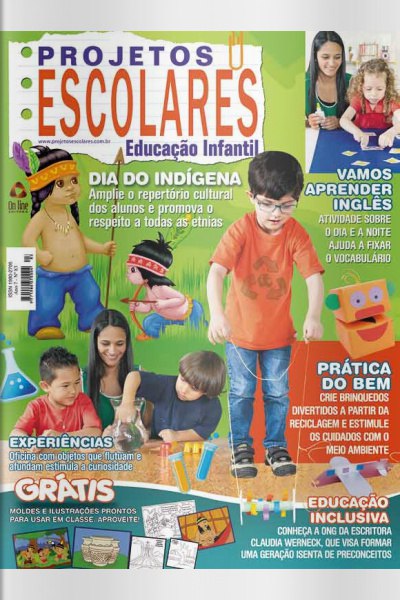 PROJETOS
ESCOLARES
www.projetosescolares.com.br
Educação Infantil
On line
EDITORA
DIA DO INDÍGENA
Amplie o repertório cultural
dos alunos e promova o
respeito a todas as etnias
VAMOS
APRENDER
INGLÊS
ATIVIDADE SOBRE
O DIA E A NOITE
AJUDA A FIXAR
O VOCABULÁRIO
PRÁTICA
DO BEM
CRIE BRINQUEDOS
DIVERTIDOS A PARTIR DA
RECICLAGEM E ESTIMULE
OS CUIDADOS COM O
MEIO AMBIENTE
EXPERIÊNCIAS
Oficina com objetos que flutuam e
afundam estimula a curiosidade
GRÁTIS
MOLDES E ILUSTRAÇÕES PRONTOS
PARA USAR EM CLASSE. APROVEITE!
EDUCAÇÃO
INCLUSIVA
CONHEÇA A ONG DA ESCRITORA
CLAUDIA WERNECK, QUE VISA FORMAR
UMA GERAÇÃO ISENTA DE PRECONCEITOS